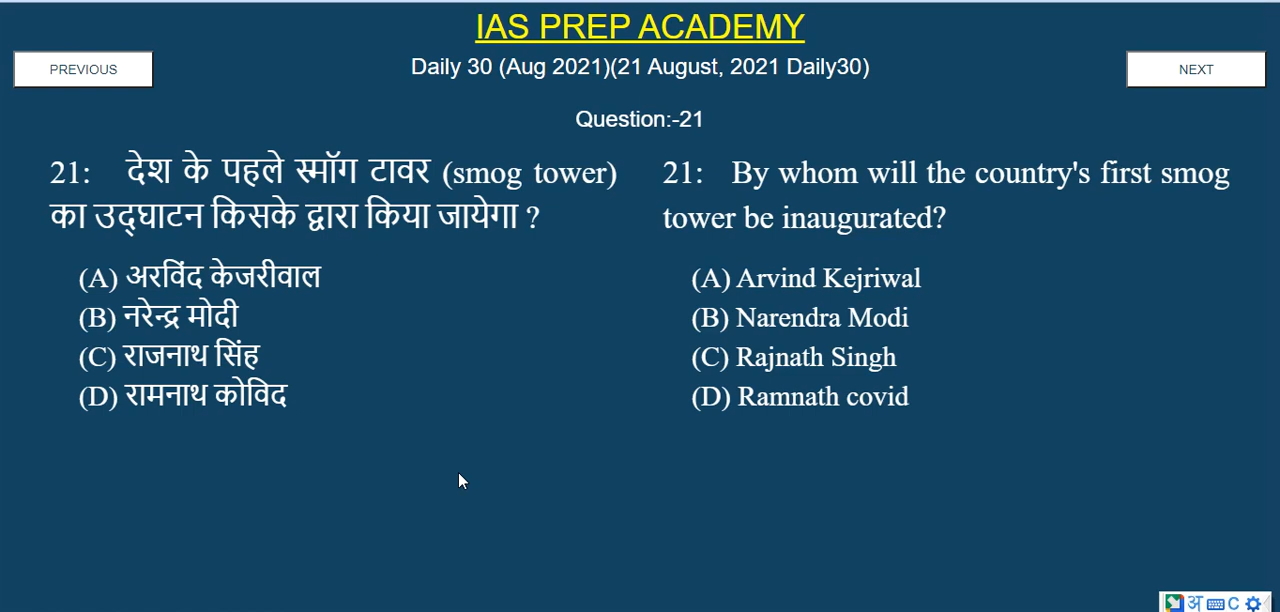 IAS PREP ACADEMY
PREVIOUS
Daily 30 (Aug 2021)(21 August, 2021 Daily30)
NEXT
Question:-21
21: देश के पहले स्मॉग टावर (smog tower)
का उद्घाटन किसके द्वारा किया जायेगा ?
(A) अरविंद केजरीवाल
(B) नरेन्द्र मोदी
(C) राजनाथ सिंह
(D) रामनाथ कोविद
21: By whom will the country's first smog
tower be inaugurated?
(A) Arvind Kejriwal
(B) Narendra Modi
(C) Rajnath Singh
(D) Ramnath covid
अ
C